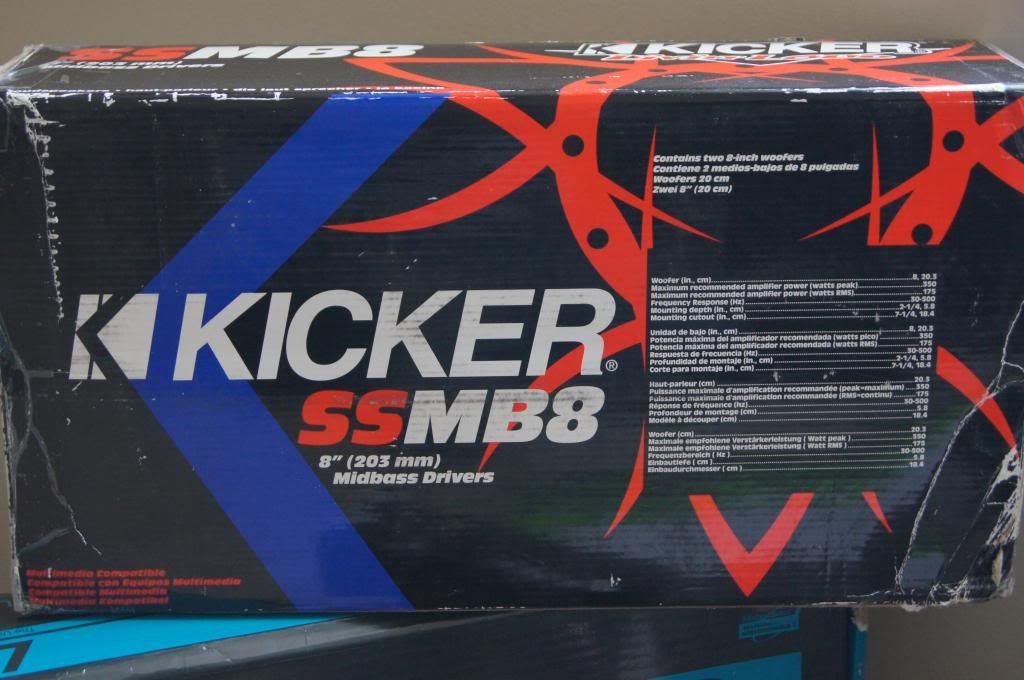 SSMB8
KICKER
KICKER®
SSMB8
8" (203 mm)
Midbass Drivers
Contains two 8-inch woofers
Contiene 2 medios-bajos de 8 pulgadas
Woofers 20 cm
Zwei 8" (20 cm)
Woofer (in., cm) 8, 20.3
Maximum recommended amplifier power (watts peak) 350
Maximum recommended amplifier power (watts RMS) 175
Frequency Response (Hz) 30-500
Mounting depth (in., cm) 2-1/4, 5.8
Mounting cutout (in., cm) 7-1/4, 18.4
Unidad de bajo (in., cm) 8, 20.3
Potencia máxima del amplificador recomendada (watts pico) 350
Potencia máxima del amplificador recomendada (watts RMS) 175
Respuesta de frecuencia (Hz) 30-500
Profundidad de montaje (in., cm) 2-1/4, 5.8
Corte para montaje (in., cm) 7-1/4, 18.4
Haut-parleur (cm) 20.3
Puissance maximale d'amplification recommandée (peak-maximum) 350
Puissance maximale d'amplification recommandée (RMS-continu) 175
Réponse de Fréquence (hz) 30-500
Profondeur de montage (cm) 5.8
Modèle à découper (cm) 18.4
Woofer (cm) 20.3
Maximale empfohlene Verstärkerleistung ( Watt peak ) 350
Maximale empfohlene Verstärkerleistung ( Watt RMS ) 175
Frequenzbereich ( Hz ) 30-500
Einbautiefe ( cm ) 5.8
Einbaudurchmesser ( cm ) 18.4
Multimedia Compatible
Compatible con Equipos Multimedia
Compatible Multimedia
Multimedia Kompatibel